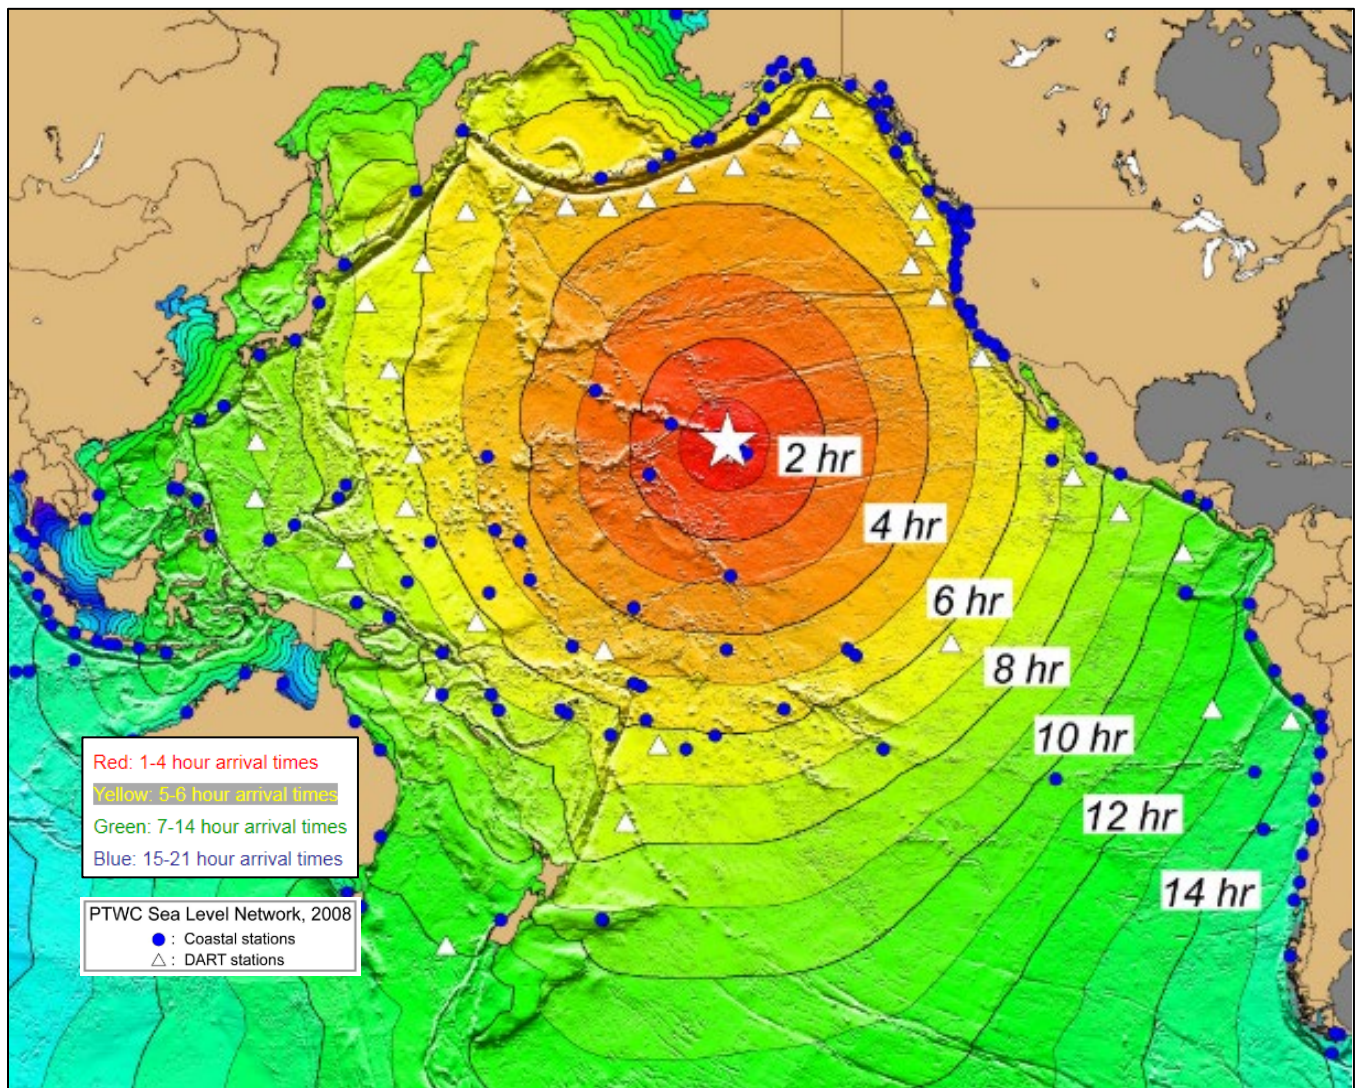 2 hr
4 hr
6 hr
8 hr
10 hr
12 hr
14 hr
Red: 1-4 hour arrival times
Yellow: 5-6 hour arrival times
Green: 7-14 hour arrival times
Blue: 15-21 hour arrival times
PTWC Sea Level Network, 2008
: Coastal stations
: DART stations